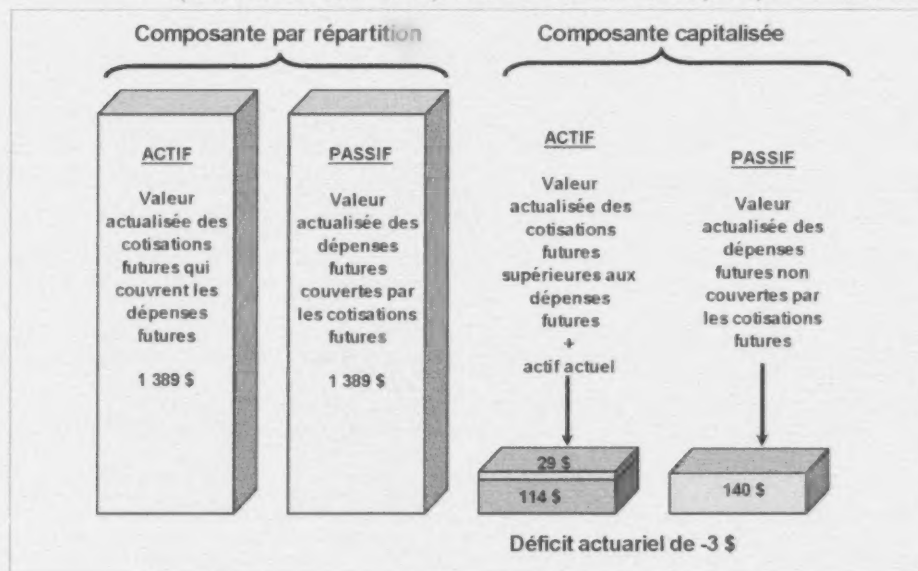 Composante par répartition
Composante capitalisée
ACTIF
Valeur
actualisée des
cotisations
futures qui
couvrent les
dépenses
futures
1 389 $
PASSIF
Valeur
actualisée des
dépenses
futures
couvertes par
les cotisations
futures
1 389 $
ACTIF
Valeur
actualisée des
cotisations
futures
supérieures aux
dépenses
futures
+
actif actuel
29 $
114 $
PASSIF
Valeur
actualisée des
dépenses
futures non
couvertes par
les cotisations
futures
140 $
Déficit actuariel de -3 $